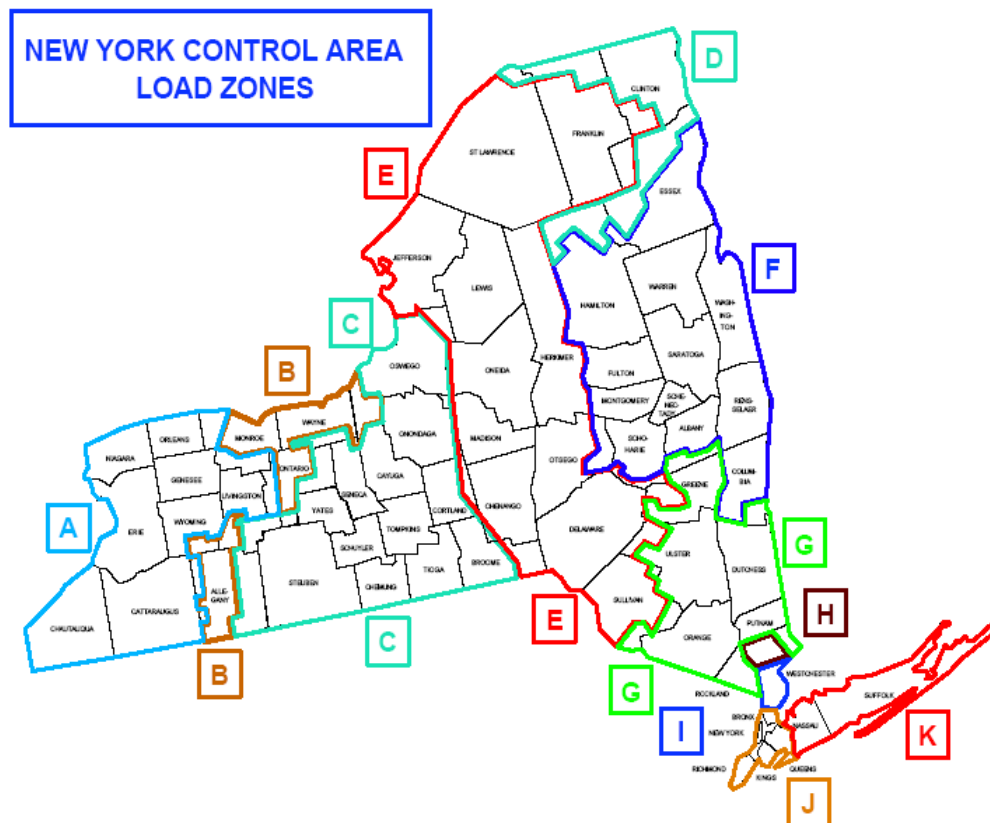 NEW YORK CONTROL AREA
LOAD ZONES
D
CLINTON
FRANKLIN
ST LAWRENCE
E
ESSEX
JEFFERSON
F
LEWIS
HAMILTON
WARREN
WASH-
ING-
TON
C
OSWEGO
SARATOGA
HERKIMER
ONEIDA
FULTON
B
MONTGOMERY
SCHE-
NEC-
TADY
RENS-
SELAER
WAYNE
ORLEANS
MONROE
ONONDAGA
MADISON
ALBANY
SCHO-
HARIE
NIAGARA
GENESEE
ONTARIO
OTSEGO
CAYUGA
COLUM-
BIA
GREENE
LIVINGSTON
SENECA
YATES
CORTLAND
CHENANGO
A
ERIE
WYOMING
TOMPKINS
DELAWARE
G
SCHUYLER
ULSTER
BROOME
TIOGA
DUTCHESS
STEUBEN
CHEMUNG
ALLE-
GANY
SULLIVAN
CATTARAUGUS
CHAUTAUQUA
E
H
PUTNAM
ORANGE
C
B
G
WESTCHESTER
ROCKLAND
SUFFOLK
I
BRONX
NEW YORK
NASSAU
K
RICHMOND
QUEENS
KINGS
J